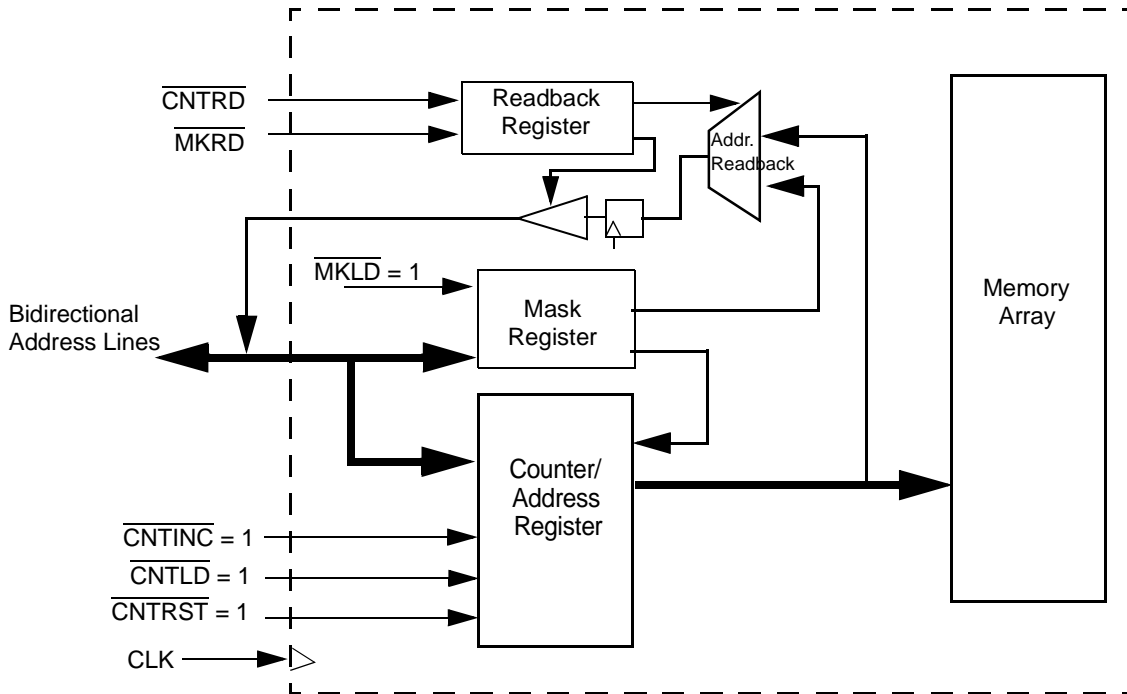 CNTRD
MKRD
Readback
Register
Addr.
Readback
MKLD = 1
Mask
Register
Bidirectional
Address Lines
Memory
Array
Counter/
Address
Register
CNTINC = 1
CNTLD = 1
CNTRST = 1
CLK